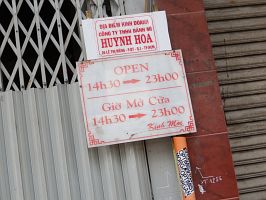 ĐỊA ĐIỂM KINH DOANH
CÔNG TY TNHH BÁNH MÌ
HUỲNH HOA
OPEN
14h30 → 23h00
Giờ Mở Cửa
14h30 → 23h00
Kính Mời